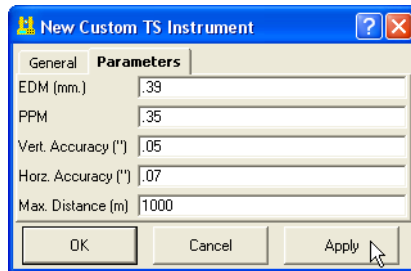 New Custom TS Instrument
General Parameters
EDM (mm.) .39
PPM .35
Vert. Accuracy (") .05
Horz. Accuracy (") .07
Max. Distance (m) 1000
OK Cancel Apply